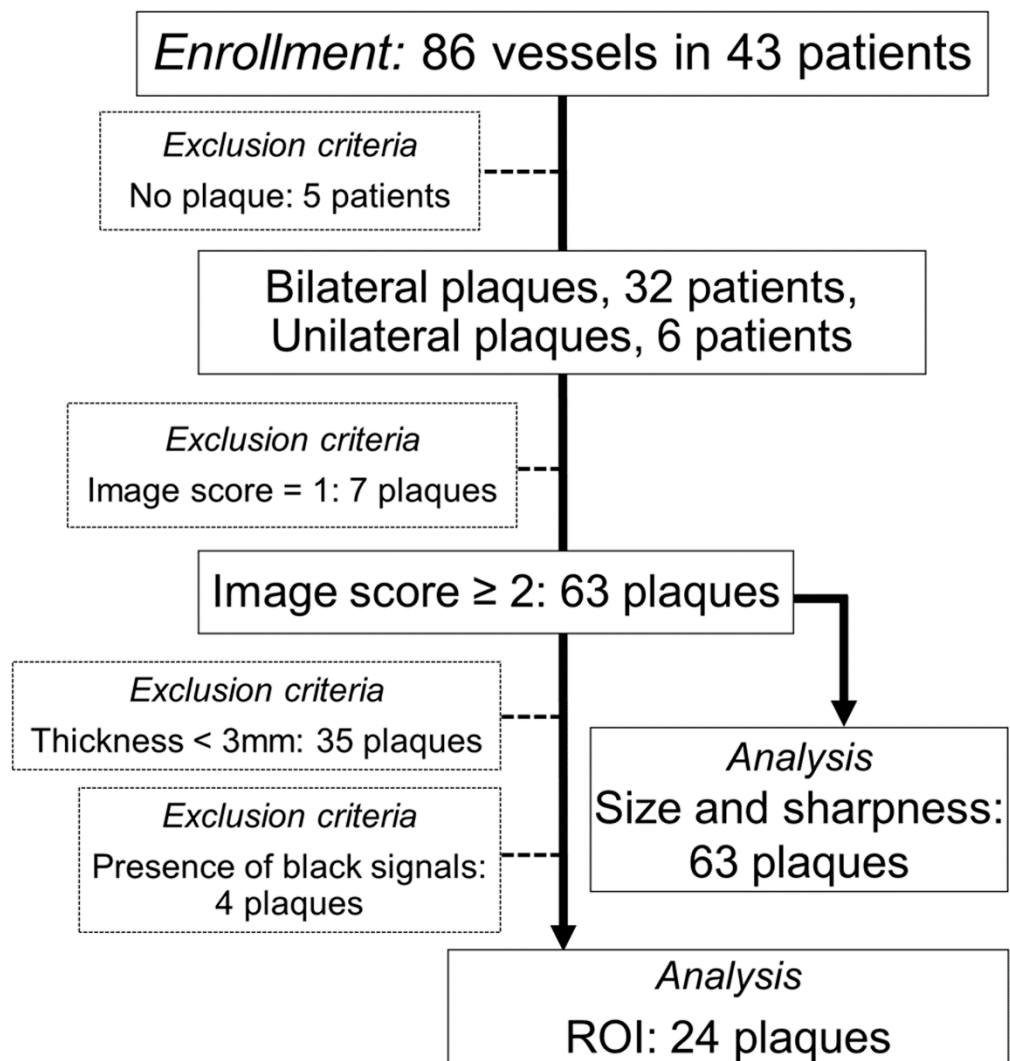 Enrollment: 86 vessels in 43 patients
Exclusion criteria
No plaque: 5 patients
Bilateral plaques, 32 patients,
Unilateral plaques, 6 patients
Exclusion criteria
Image score = 1: 7 plaques
Image score ≥ 2: 63 plaques
Exclusion criteria
Thickness < 3mm: 35 plaques
Analysis
Size and sharpness:
63 plaques
Exclusion criteria
Presence of black signals:
4 plaques
Analysis
ROI: 24 plaques